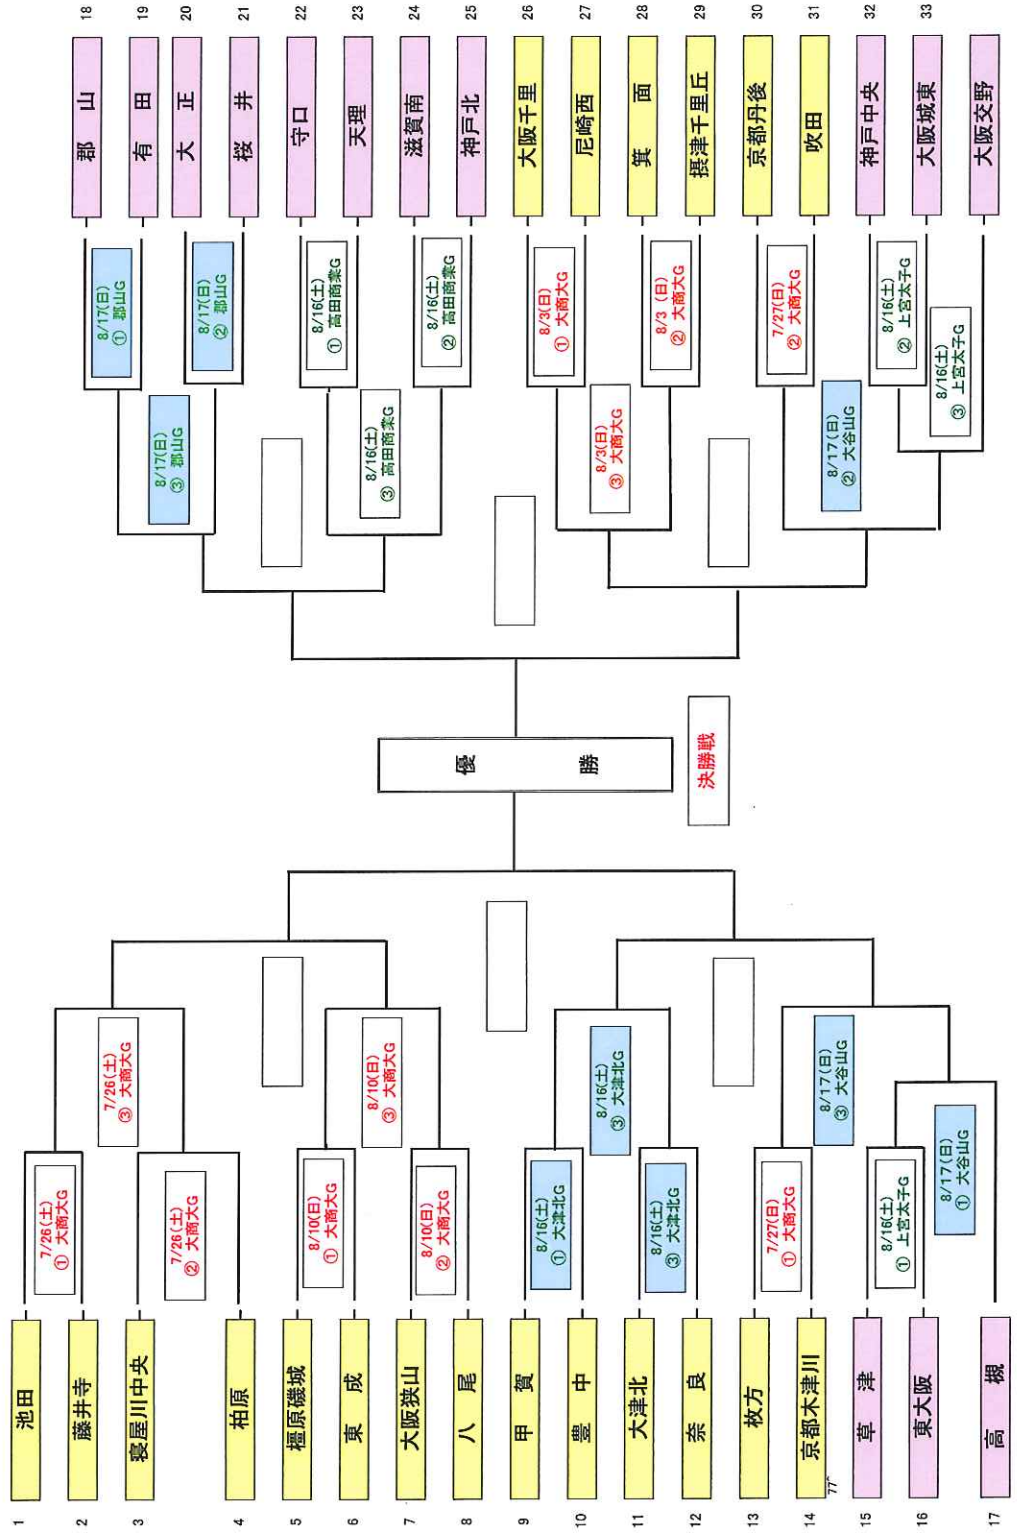 1 池田
2 藤井寺
3 寝屋川中央
4 柏原
5 橿原磯城
6 東 成
7 大阪狭山
8 八 尾
9 甲 賀
10 豊 中
11 大津北
12 奈 良
13 枚方
14 京都木津川
77^
15 草 津
16 東大阪
17 高 槻
7/26(土)
① 大商大G
7/26(土)
② 大商大G
7/26(土)
③ 大商大G
8/10(日)
① 大商大G
8/10(日)
② 大商大G
8/10(日)
③ 大商大G
8/16(土)
① 大津北G
8/16(土)
③ 大津北G
8/16(土)
③ 大津北G
7/27(日)
① 大商大G
8/16(土)
① 上宮太子G
8/17(日)
① 大谷山G
8/17(日)
③ 大谷山G
優 勝
決勝戦
8/17(日)
① 郡山G
8/17(日)
② 郡山G
8/17(日)
③ 郡山G
8/16(土)
① 高田商業G
8/16(土)
② 高田商業G
8/16(土)
③ 高田商業G
8/3(日)
① 大商大G
8/3 (日)
② 大商大G
8/3(日)
③ 大商大G
7/27(日)
② 大商大G
8/16(土)
② 上宮太子G
8/16(土)
③ 上宮太子G
8/17(日)
② 大谷山G
郡 山 18
有 田 19
大 正 20
桜 井 21
守口 22
天理 23
滋賀南 24
神戸北 25
大阪千里 26
尼崎西 27
箕 面 28
摂津千里丘 29
京都丹後 30
吹田 31
神戸中央 32
大阪城東 33
大阪交野